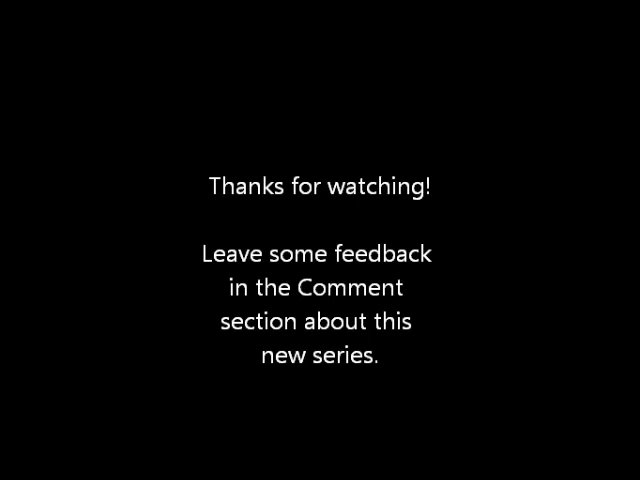 Thanks for watching!
Leave some feedback
in the Comment
section about this
new series.